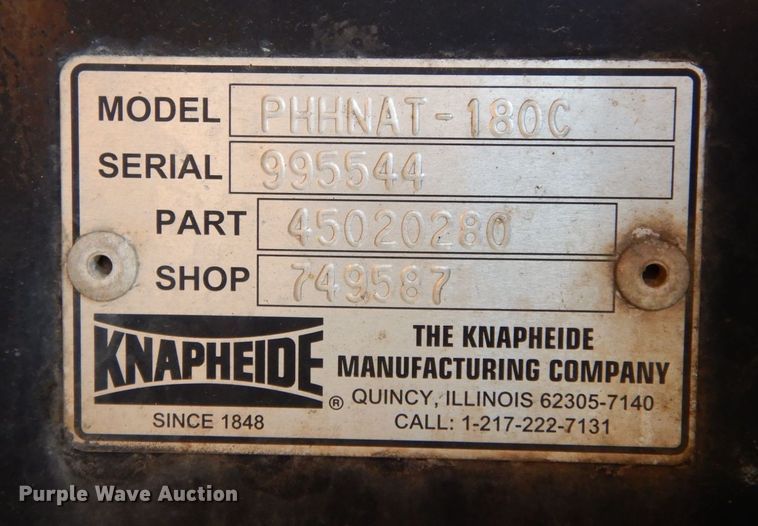 MODEL PHHNAT-180C
SERIAL 995544
PART 45020280
SHOP 749587
KNAPHEIDE ®
SINCE 1848
THE KNAPHEIDE
MANUFACTURING COMPANY
QUINCY, ILLINOIS 62305-7140
CALL: 1-217-222-7131
Purple Wave Auction